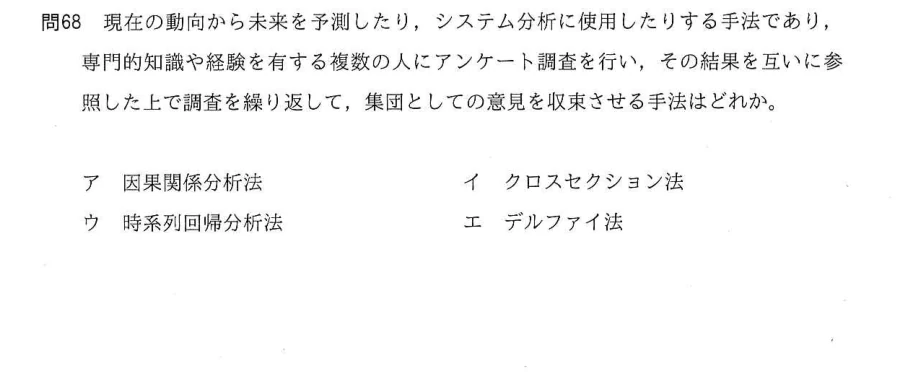 問68 現在の動向から未来を予測したり，システム分析に使用したりする手法であり，
専門的知識や経験を有する複数の人にアンケート調査を行い，その結果を互いに参
照した上で調査を繰り返して，集団としての意見を収束させる手法はどれか。
ア 因果関係分析法 イ クロスセクション法
ウ 時系列回帰分析法 エ デルファイ法